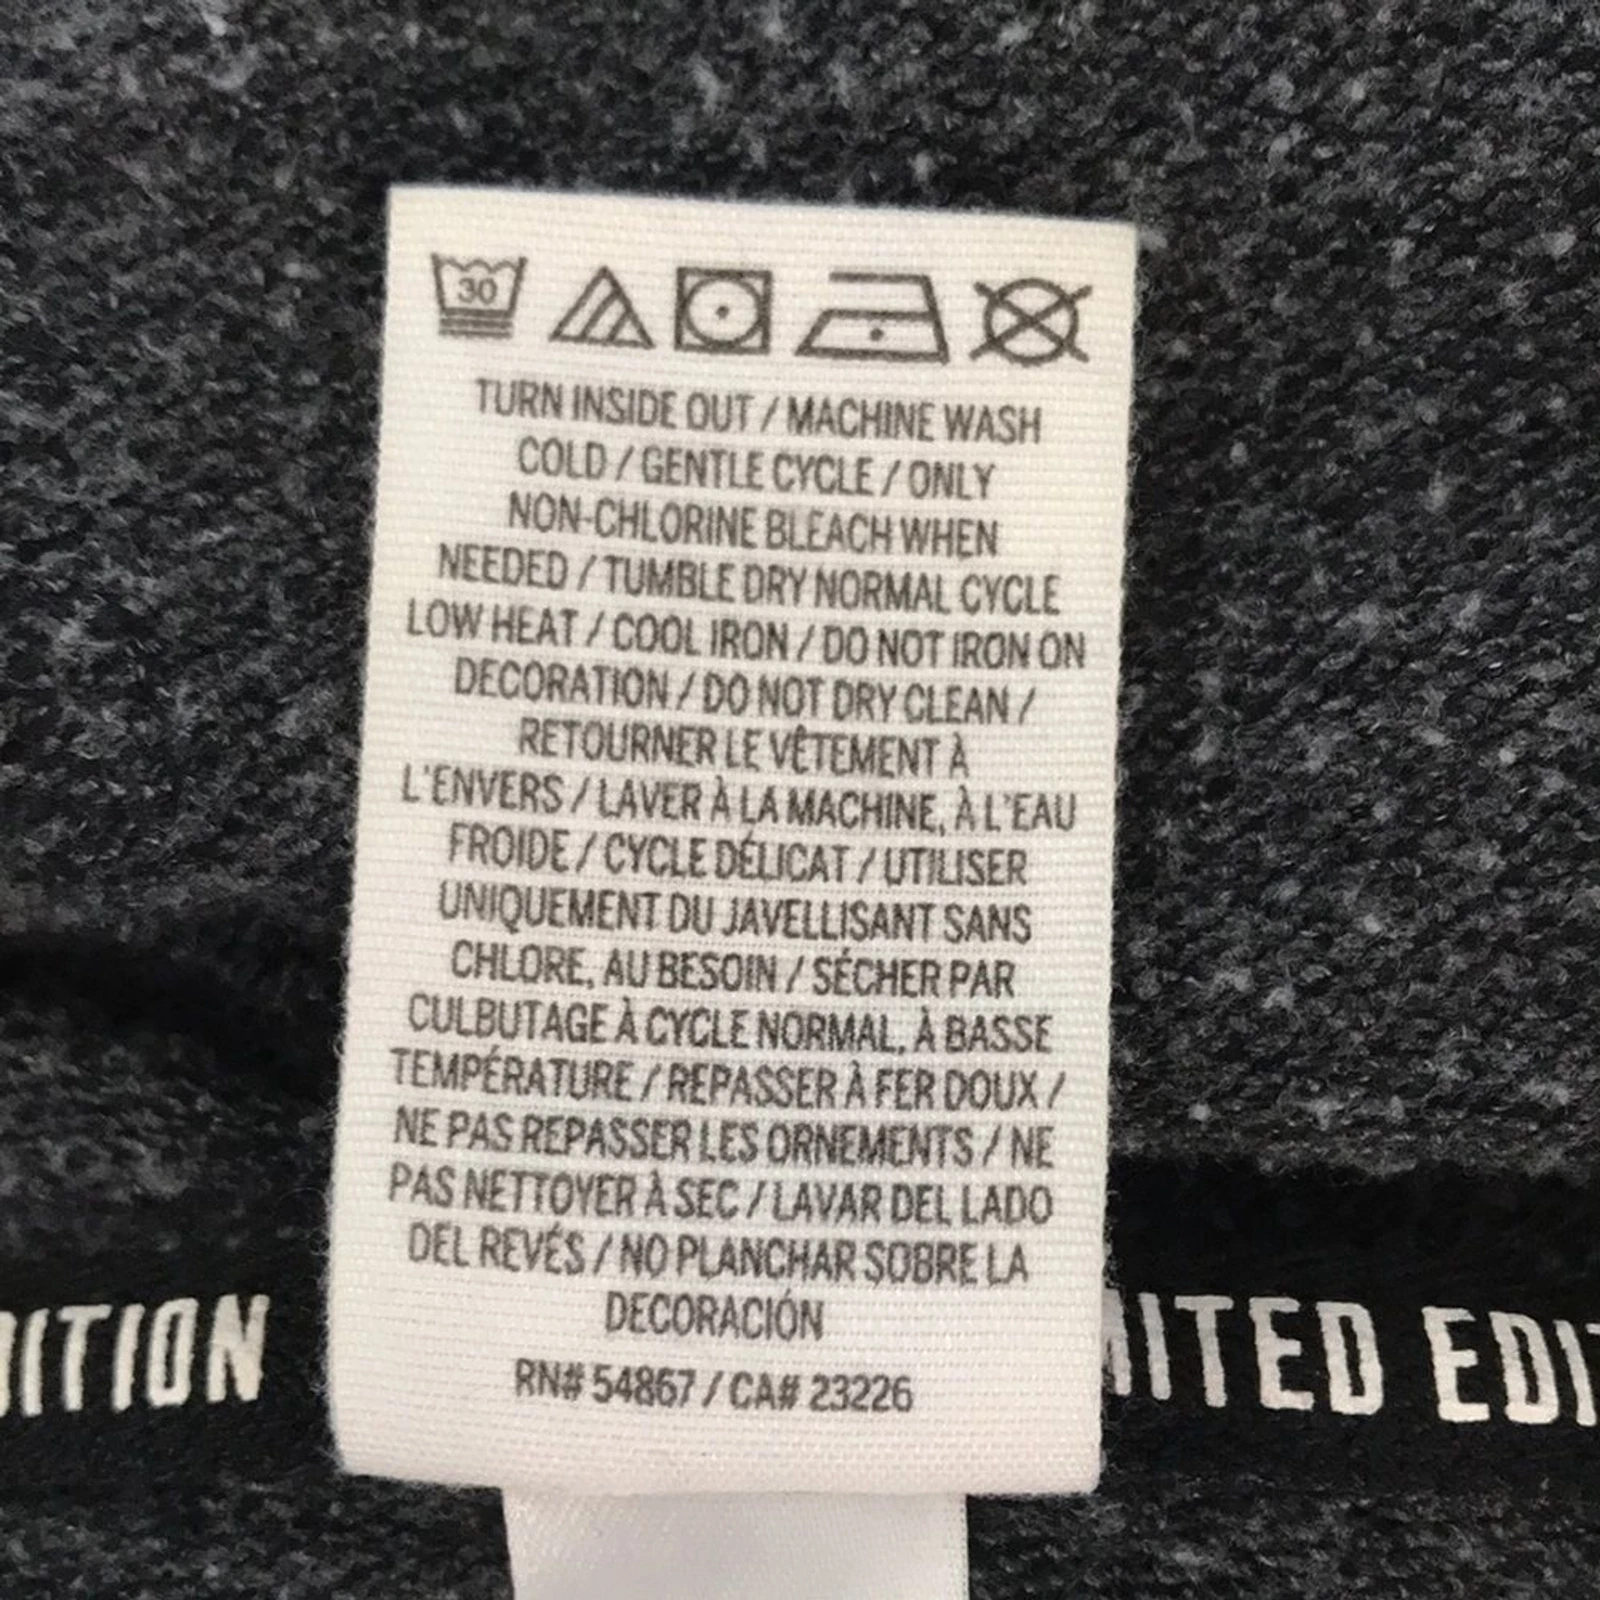 30
TURN INSIDE OUT / MACHINE WASH
COLD / GENTLE CYCLE / ONLY
NON-CHLORINE BLEACH WHEN
NEEDED / TUMBLE DRY NORMAL CYCLE
LOW HEAT / COOL IRON / DO NOT IRON ON
DECORATION / DO NOT DRY CLEAN /
RETOURNER LE VÊTEMENT À
L'ENVERS / LAVER À LA MACHINE, À L'EAU
FROIDE / CYCLE DÉLICAT / UTILISER
UNIQUEMENT DU JAVELLISANT SANS
CHLORE, AU BESOIN / SÉCHER PAR
CULBUTAGE À CYCLE NORMAL, À BASSE
TEMPÉRATURE / REPASSER À FER DOUX /
NE PAS REPASSER LES ORNEMENTS / NE
PAS NETTOYER À SEC / LAVAR DEL LADO
DEL REVÉS / NO PLANCHAR SOBRE LA
DECORACIÓN
RN# 54867 / CA# 23226
DITION MITED EDIT